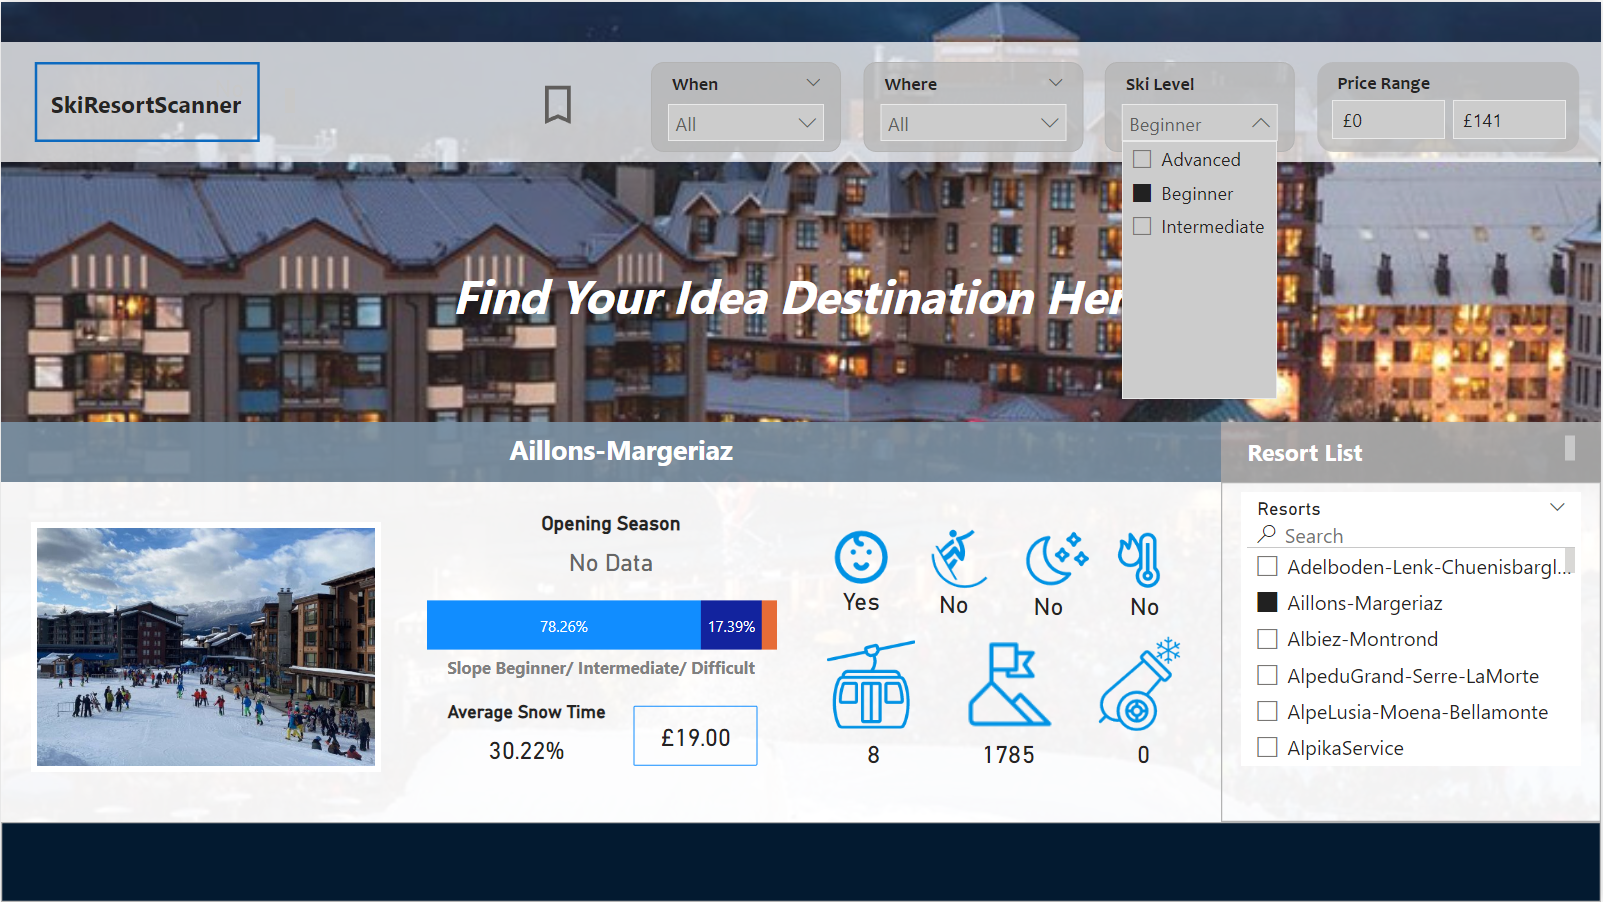 SkiResortScanner
When
All
Where
All
Ski Level
Beginner
Advanced
Beginner
Intermediate
Price Range
£0
£141
Find Your Idea Destination Her
Aillons-Margeriaz
Opening Season
No Data
78.26%
17.39%
Slope Beginner/ Intermediate/ Difficult
Average Snow Time
30.22%
£19.00
Yes
No
No
No
8
1785
0
Resort List
Resorts
Search
Adelboden-Lenk-Chuenisbargl...
Aillons-Margeriaz
Albiez-Montrond
AlpeduGrand-Serre-LaMorte
AlpeLusia-Moena-Bellamonte
AlpikaService